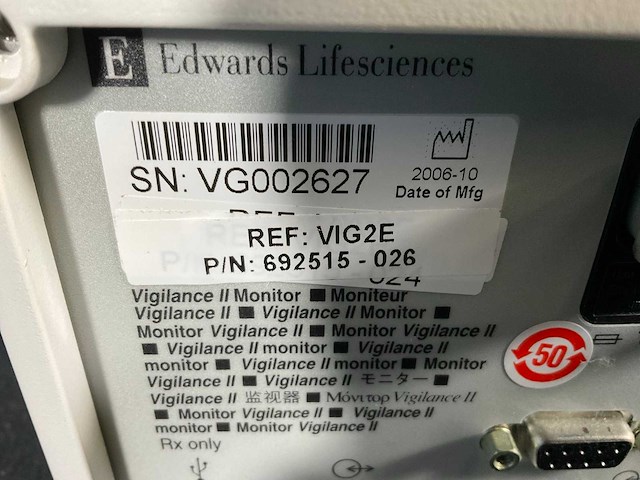 E Edwards Lifesciences
SN: VG002627
2006-10
Date of Mfg
REF: VIG2E
P/N: 692515 - 026
024
Vigilance II Monitor ■ Moniteur
Vigilance II ■ Vigilance II Monitor ■
Monitor Vigilance II ■ Monitor Vigilance II
■ Vigilance II monitor ■ Vigilance II
monitor ■ Vigilance II monitor ■ Monitor
Vigilance II ■ Vigilance II モニター ■
Vigilance II 监视器 ■ Μόνιτορ Vigilance II
■ Monitor Vigilance II ■ Vigilance II
monitor ■ Monitor Vigilance II
Rx only
50